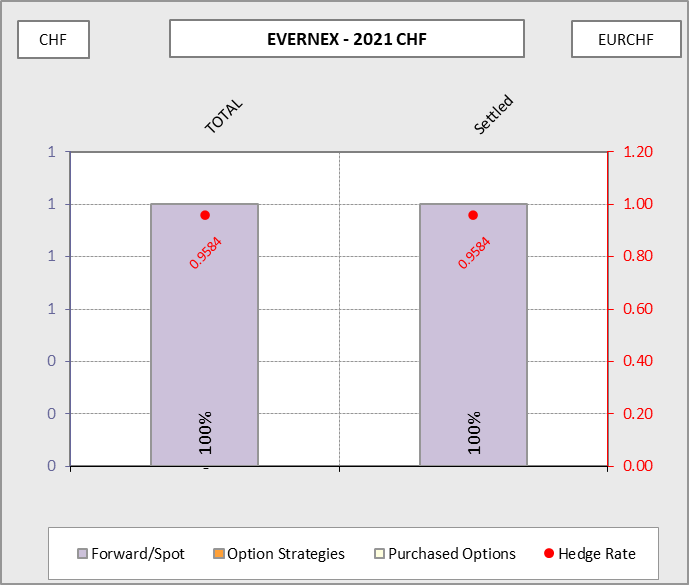 CHF
EVERNEX - 2021 CHF
EURCHF
TOTAL
Settled
1 1.20
1 1.00
1 0.80
1 0.60
0 0.40
0 0.20
0 0.00
0.9584 0.9584
100% 100%
-
Forward/Spot Option Strategies Purchased Options Hedge Rate